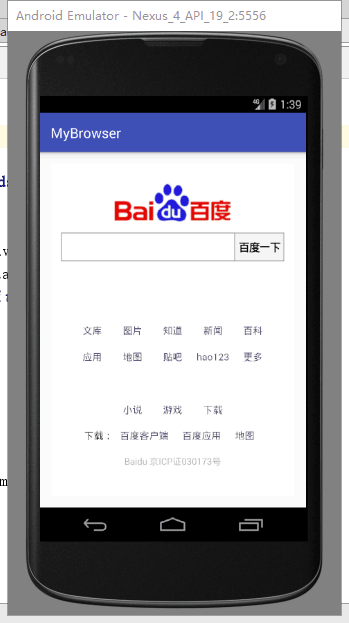 Android Emulator - Nexus_4_API_19_2:5556
4G 1:39
MyBrowser
Bai du 百度
百度一下
文库 图片 知道 新闻 百科
应用 地图 贴吧 hao123 更多
小说 游戏 下载
下载： 百度客户端 百度应用 地图
Baidu 京ICP证030173号